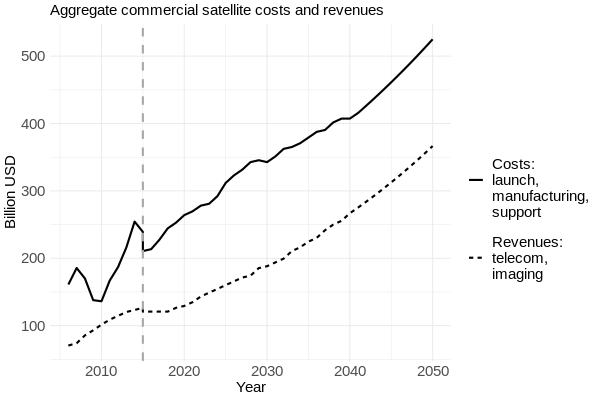 Aggregate commercial satellite costs and revenues
500
400
300
200
100
Billion USD
2010
2020
2030
2040
2050
Year
Costs:
launch,
manufacturing,
support
Revenues:
telecom,
imaging